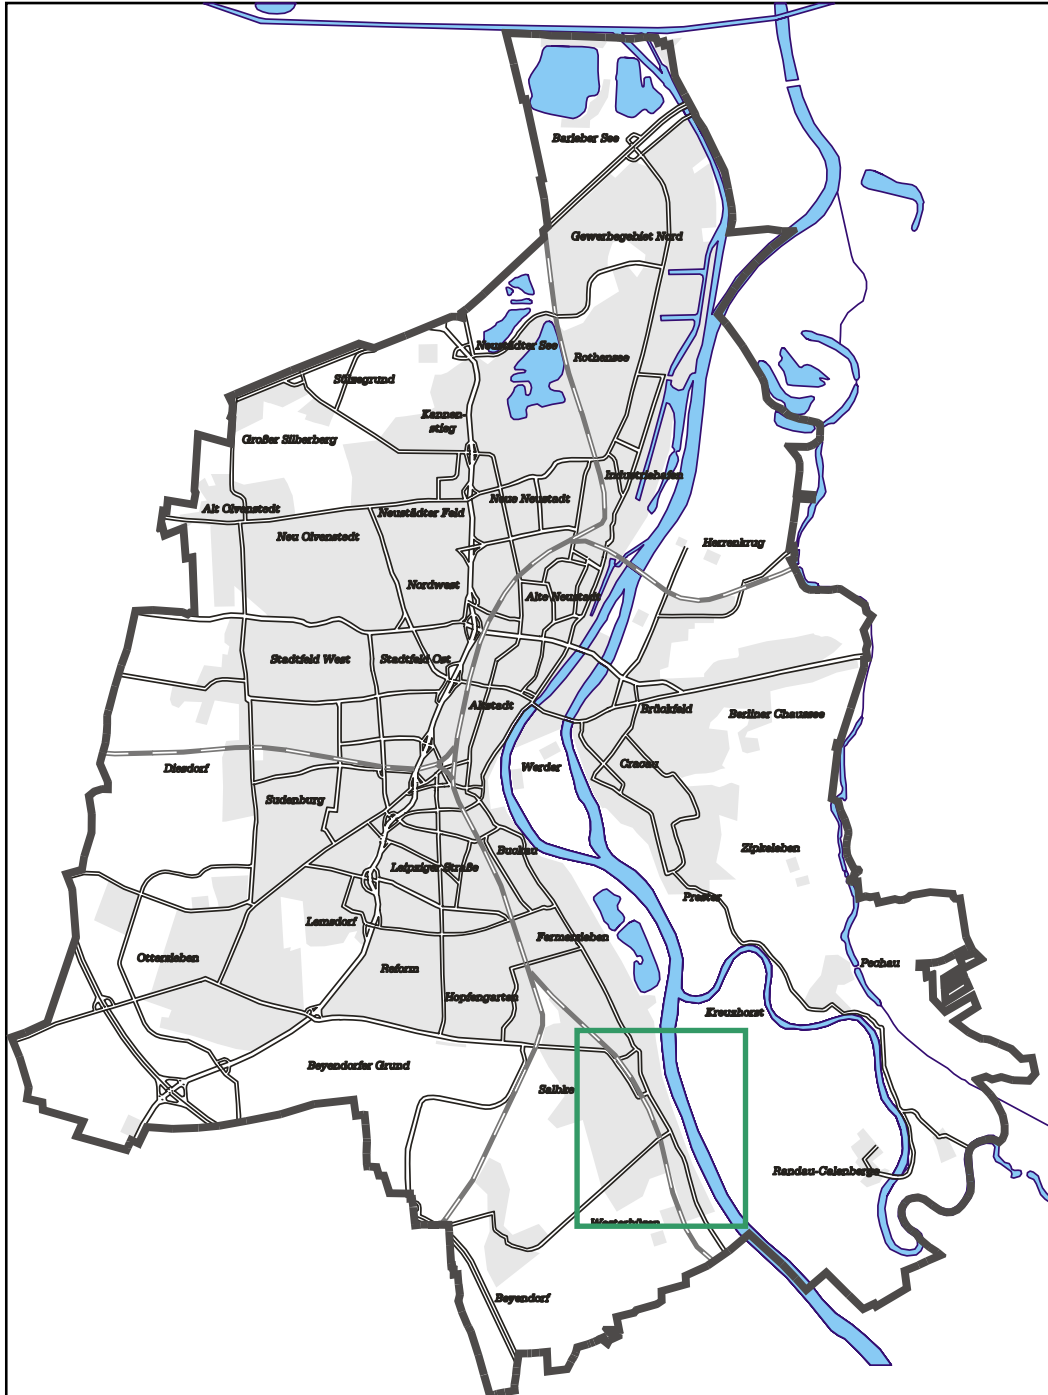 Barleber See
Gewerbegebiet Nord
Neustädter See
Rothensee
Sülzegrund
Kannen-
stieg
Großer Silberberg
Industriehafen
Neue Neustadt
Alt Olvenstedt
Neustädter Feld
Neu Olvenstedt
Herrenkrug
Nordwest
Alte Neustadt
Stadtfeld West
Stadtfeld Ost
Altstadt
Brückfeld
Berliner Chaussee
Diesdorf
Werder
Cracau
Sudenburg
Zipkeleben
Buckau
Leipziger Straße
Prester
Lemsdorf
Fermersleben
Ottersleben
Pechau
Reform
Hopfengarten
Kreuzhorst
Beyendorfer Grund
Salbke
Randau-Calenberge
Westerhüsen
Beyendorf